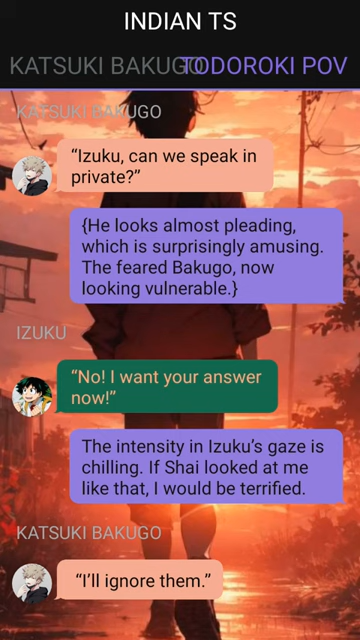 INDIAN TS
KATSUKI BAKUGO TODOROKI POV
KATSUKI BAKUGO
“Izuku, can we speak in
private?”
{He looks almost pleading,
which is surprisingly amusing.
The feared Bakugo, now
looking vulnerable.}
IZUKU
“No! I want your answer
now!”
The intensity in Izuku’s gaze is
chilling. If Shai looked at me
like that, I would be terrified.
KATSUKI BAKUGO
“I’ll ignore them.”